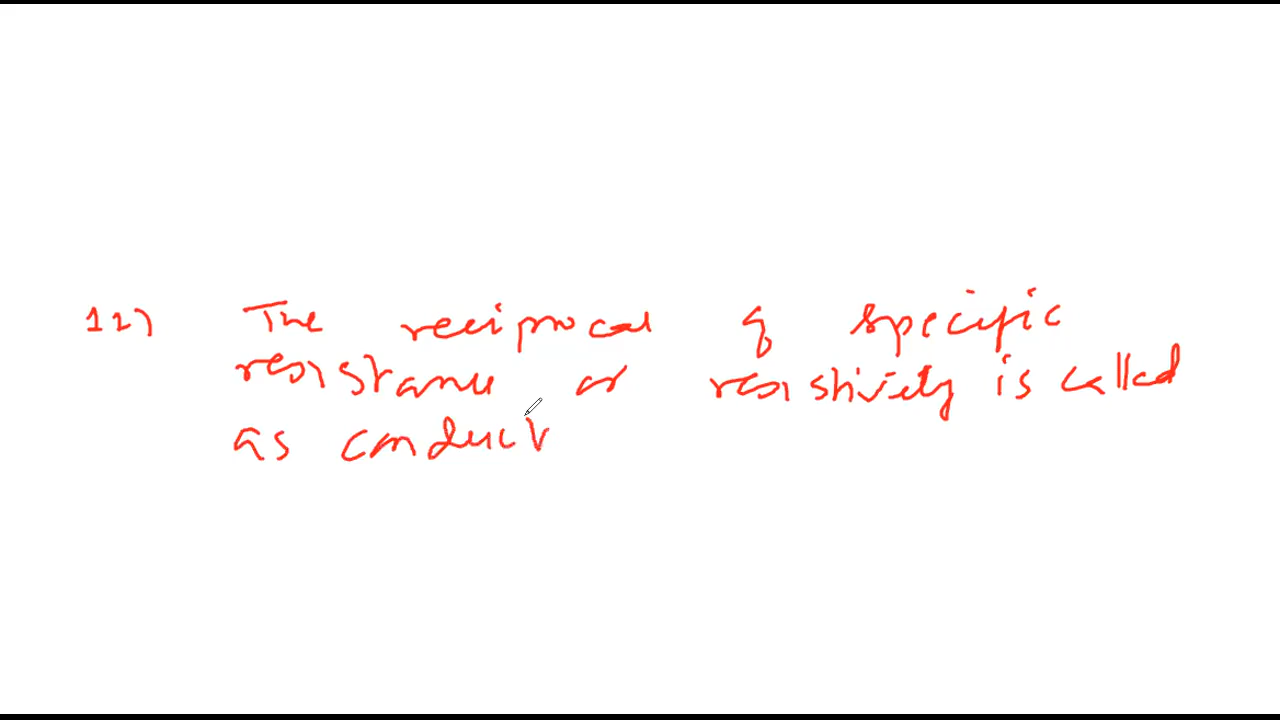 12) The reciprocal of specific
resistance or resistivity is called
as conduct